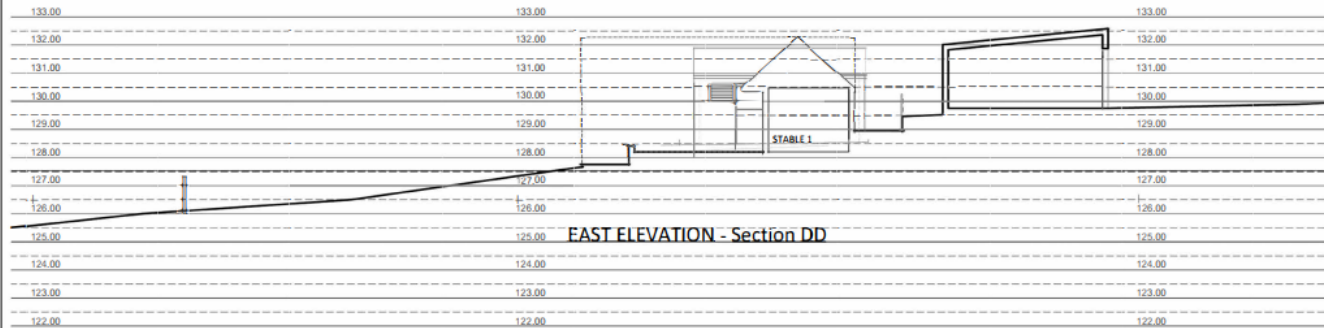 133.00 133.00 133.00
132.00 132.00 132.00
131.00 131.00 131.00
130.00 130.00 130.00
129.00 129.00 129.00
STABLE 1
128.00 128.00 128.00
127.00 127.00 127.00
126.00 126.00 126.00
125.00 125.00 EAST ELEVATION - Section DD 125.00
124.00 124.00 124.00
123.00 123.00 123.00
122.00 122.00 122.00